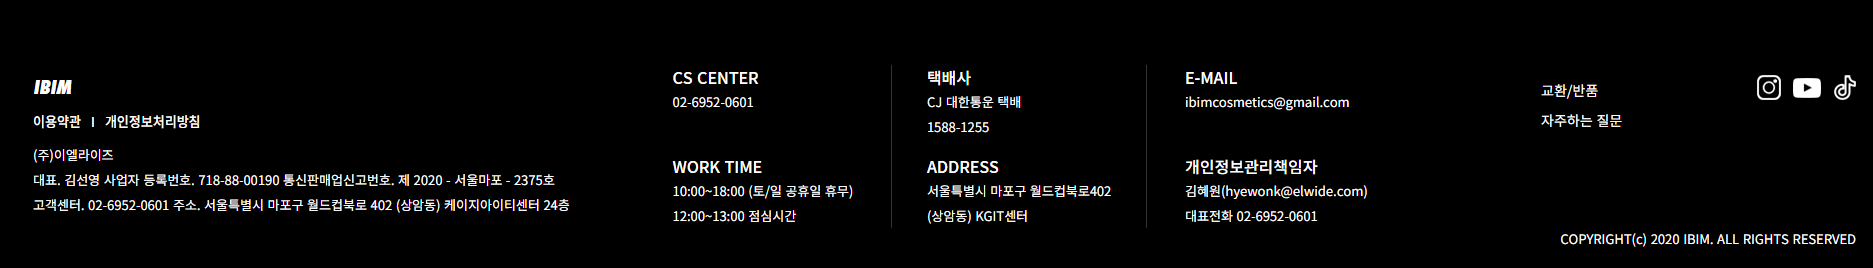 IBIM
이용약관 | 개인정보처리방침
(주)이엘라이즈
대표. 김선영 사업자 등록번호. 718-88-00190 통신판매업신고번호. 제 2020 - 서울마포 - 2375호
고객센터. 02-6952-0601 주소. 서울특별시 마포구 월드컵북로 402 (상암동) 케이지아이티센터 24층
CS CENTER
02-6952-0601
WORK TIME
10:00~18:00 (토/일 공휴일 휴무)
12:00~13:00 점심시간
택배사
CJ 대한통운 택배
1588-1255
ADDRESS
서울특별시 마포구 월드컵북로402
(상암동) KGIT센터
E-MAIL
ibimcosmetics@gmail.com
개인정보관리책임자
김혜원(hyewonk@elwide.com)
대표전화 02-6952-0601
교환/반품
자주하는 질문
COPYRIGHT(c) 2020 IBIM. ALL RIGHTS RESERVED